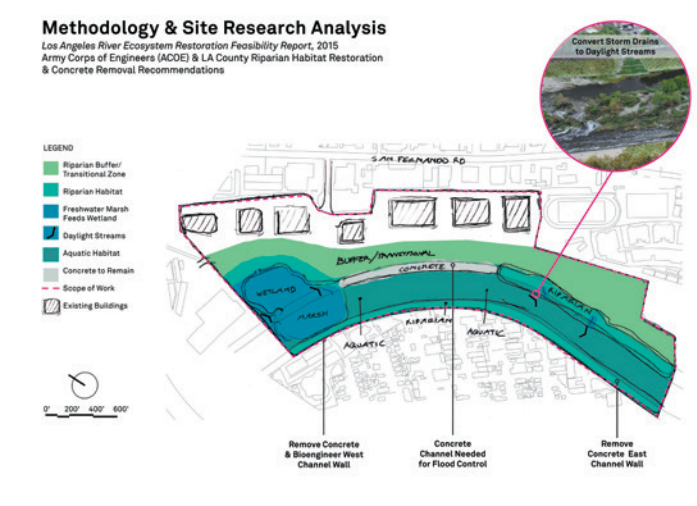 Methodology & Site Research Analysis
Los Angeles River Ecosystem Restoration Feasibility Report, 2015
Army Corps of Engineers (ACOE) & LA County Riparian Habitat Restoration
& Concrete Removal Recommendations
Convert Storm Drains
to Daylight Streams
LEGEND
Riparian Buffer/
Transitional Zone
Riparian Habitat
Freshwater Marsh
Feeds Wetland
Daylight Streams
Aquatic Habitat
Concrete to Remain
Scope of Work
Existing Buildings
0' 200' 400' 600'
SAN FERNANDO RD
BUFFER/TRANSITIONAL
CONCRETE
RIPARIAN
WETLAND
MARSH
RIPARIAN
AQUATIC
AQUATIC
Remove Concrete
& Bioengineer West
Channel Wall
Concrete
Channel Needed
for Flood Control
Remove
Concrete East
Channel Wall